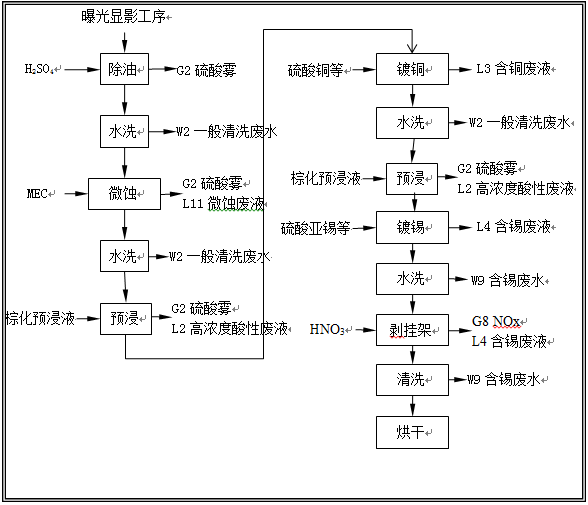 曝光显影工序
H₂SO₄
除油
G2 硫酸雾
水洗
W2 一般清洗废水
MEC
微蚀
G2 硫酸雾
L11 微蚀废液
水洗
W2 一般清洗废水
棕化预浸液
预浸
G2 硫酸雾
L2 高浓度酸性废液
硫酸铜等
镀铜
L3 含铜废液
水洗
W2 一般清洗废水
棕化预浸液
预浸
G2 硫酸雾
L2 高浓度酸性废液
硫酸亚锡等
镀锡
L4 含锡废液
水洗
W9 含锡废水
HNO₃
剥挂架
G8 NOx
L4 含锡废液
清洗
W9 含锡废水
烘干